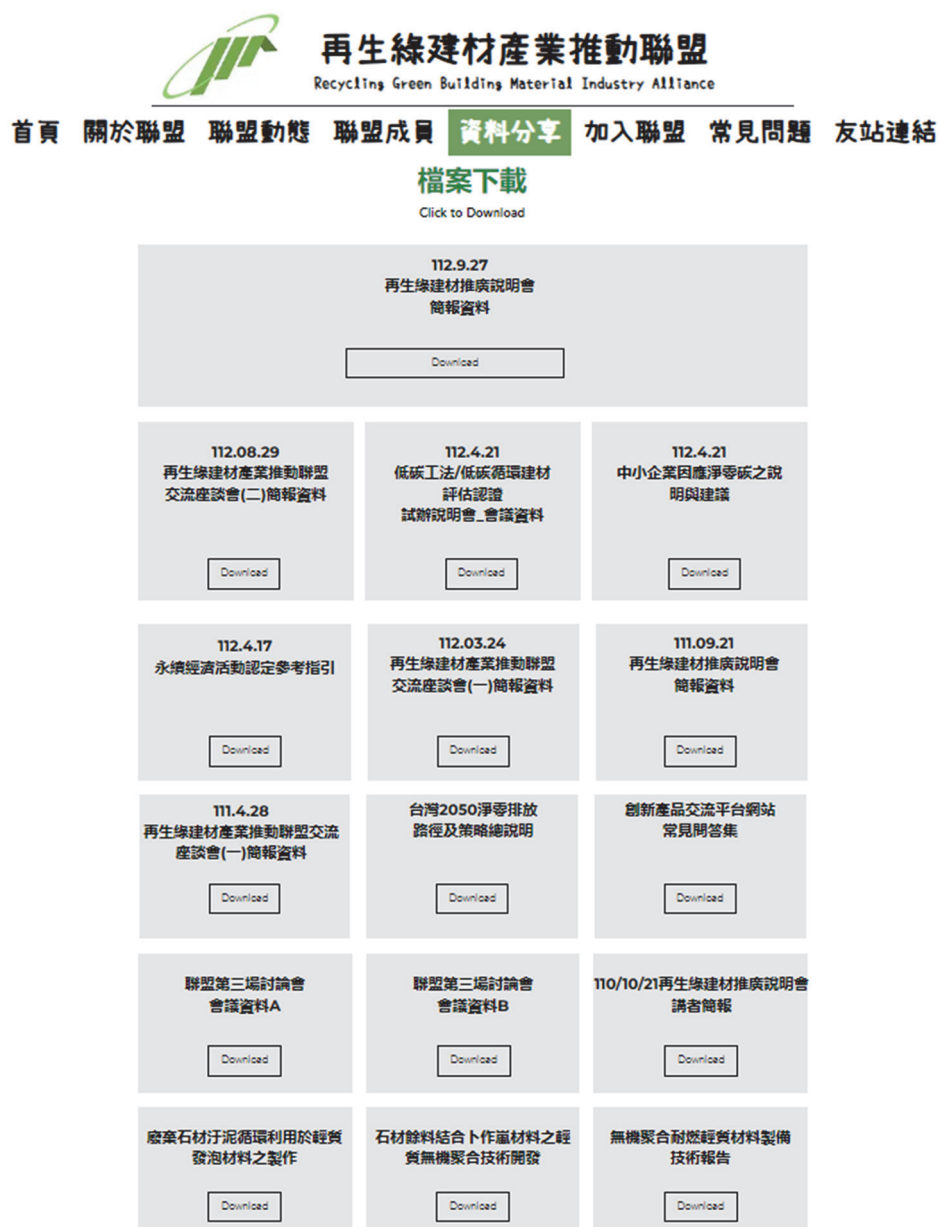 再生綠建材產業推動聯盟
Recycling Green Building Material Industry Alliance
首頁 關於聯盟 聯盟動態 聯盟成員 資料分享 加入聯盟 常見問題 友站連結
檔案下載
Click to Download
112.9.27
再生綠建材推廣說明會
簡報資料
Download
112.08.29
再生綠建材產業推動聯盟
交流座談會(二)簡報資料
Download
112.4.21
低碳工法/低碳循環建材
評估認證
試辦說明會_會議資料
Download
112.4.21
中小企業因應淨零碳之說
明與建議
Download
112.4.17
永續經濟活動認定參考指引
Download
112.03.24
再生綠建材產業推動聯盟
交流座談會(一)簡報資料
Download
111.09.21
再生綠建材推廣說明會
簡報資料
Download
111.4.28
再生綠建材產業推動聯盟交流
座談會(一)簡報資料
Download
台灣2050淨零排放
路徑及策略總說明
Download
創新產品交流平台網站
常見問答集
Download
聯盟第三場討論會
會議資料A
Download
聯盟第三場討論會
會議資料B
Download
110/10/21再生綠建材推廣說明會
講者簡報
Download
廢棄石材汙泥循環利用於輕質
發泡材料之製作
Download
石材餘料結合卜作嵐材料之輕
質無機聚合技術開發
Download
無機聚合耐燃輕質材料製備
技術報告
Download